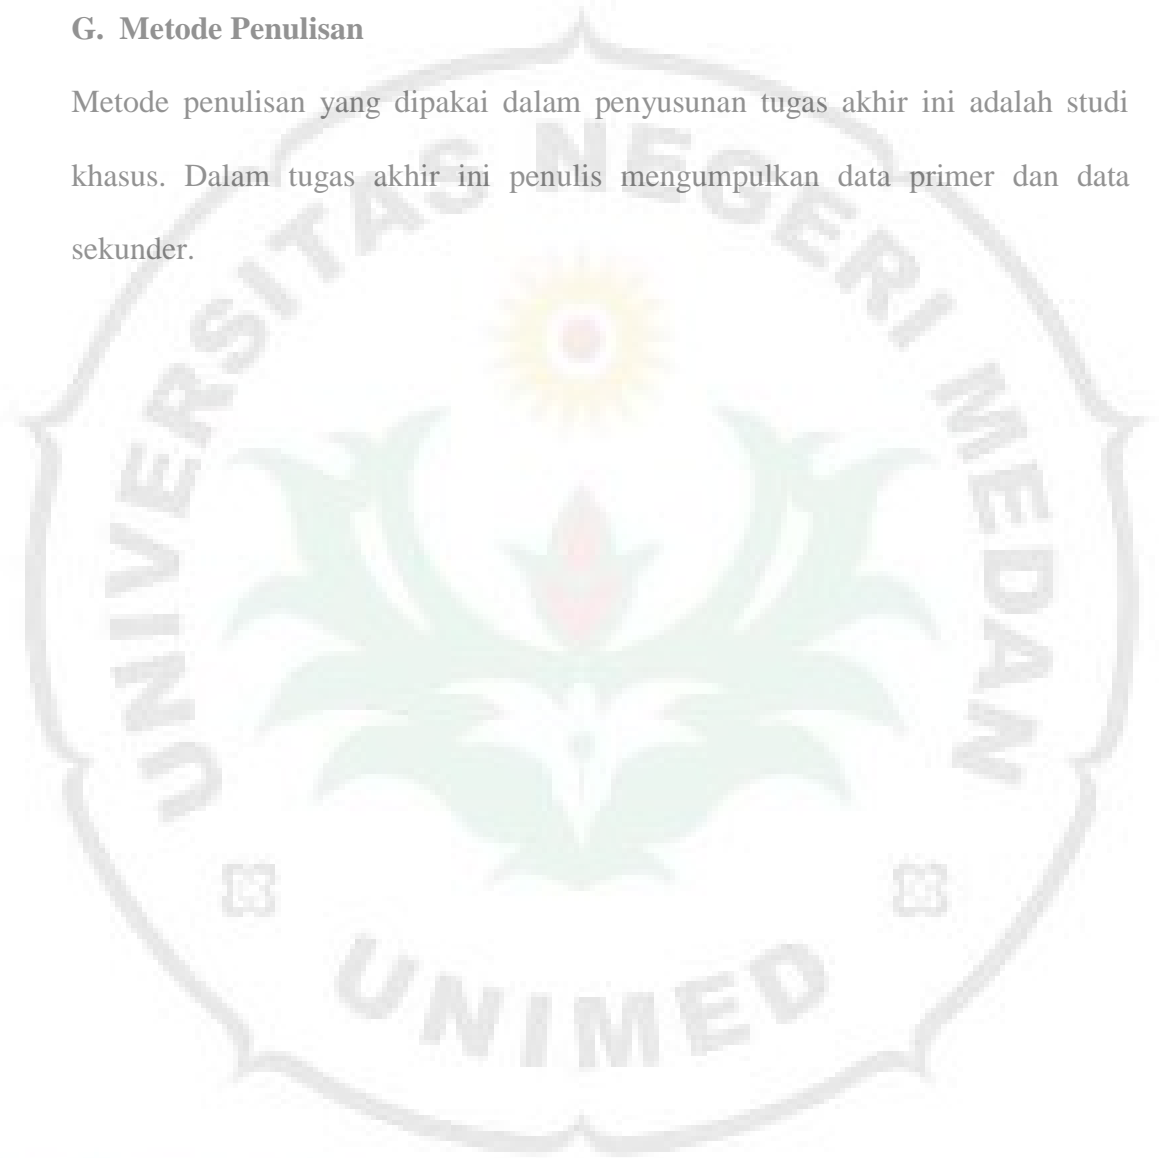 G. Metode Penulisan
Metode penulisan yang dipakai dalam penyusunan tugas akhir ini adalah studi
khasus. Dalam tugas akhir ini penulis mengumpulkan data primer dan data
sekunder.
UNIVERSITAS NEGERI MEDAN
UNIMED